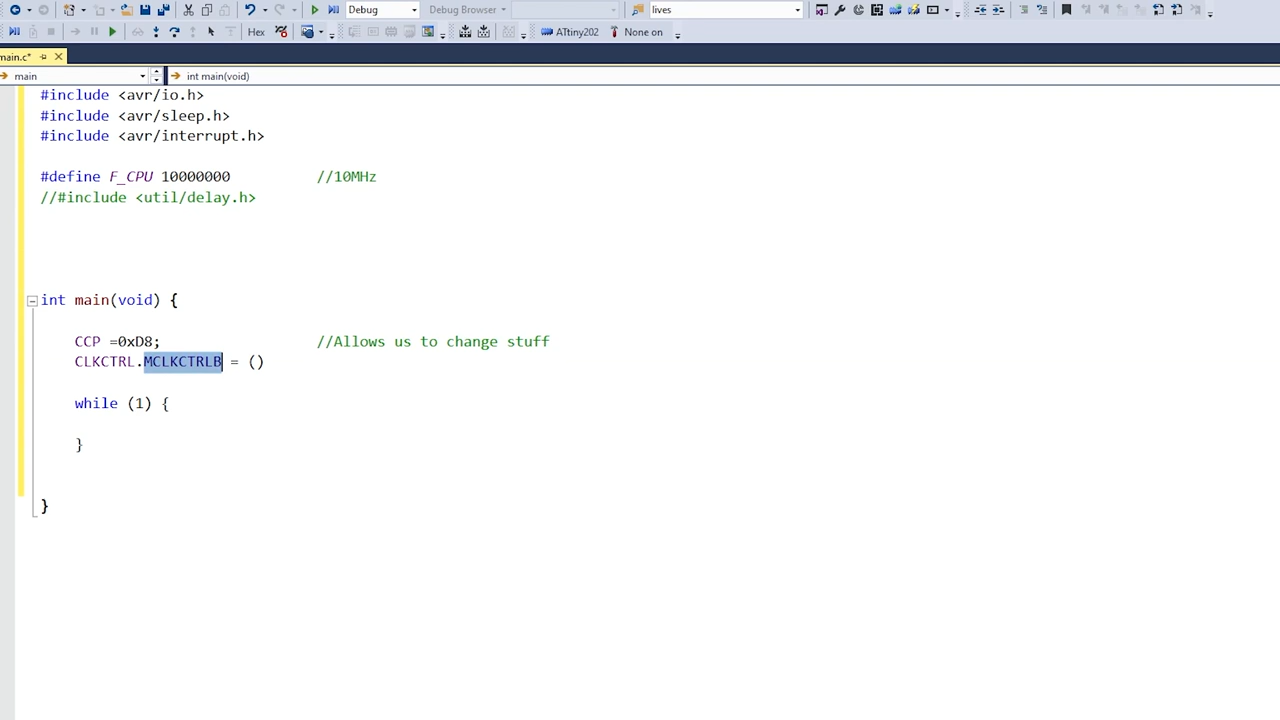 Debug Debug Browser lives
Hex ATtiny202 None on
main.c*
main int main(void)
#include <avr/io.h>
#include <avr/sleep.h>
#include <avr/interrupt.h>
#define F_CPU 10000000 //10MHz
//#include <util/delay.h>
int main(void) {
CCP =0xD8; //Allows us to change stuff
CLKCTRL.MCLKCTRLB = ()
while (1) {
}
}